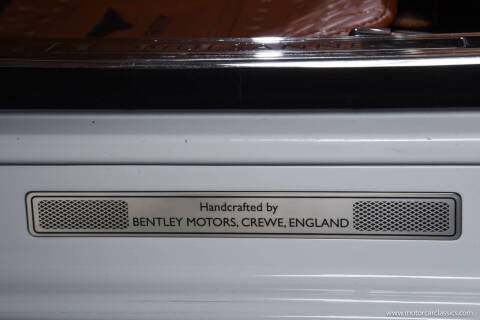 Handcrafted by
BENTLEY MOTORS, CREWE, ENGLAND
www.motorcarclassics.com